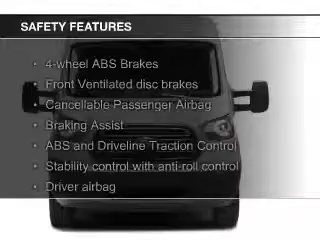 SAFETY FEATURES
• 4-wheel ABS Brakes
• Front Ventilated disc brakes
• Cancellable Passenger Airbag
• Braking Assist
• ABS and Driveline Traction Control
• Stability control with anti-roll control
• Driver airbag